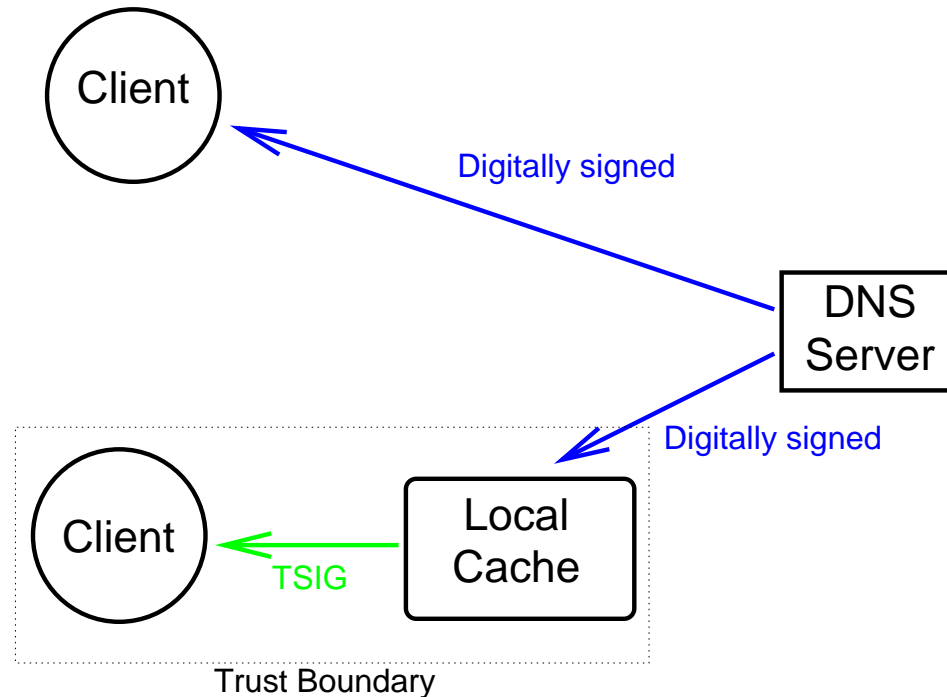 Client
Digitally signed
DNS
Server
Digitally signed
Local
Cache
Client
TSIG
Trust Boundary